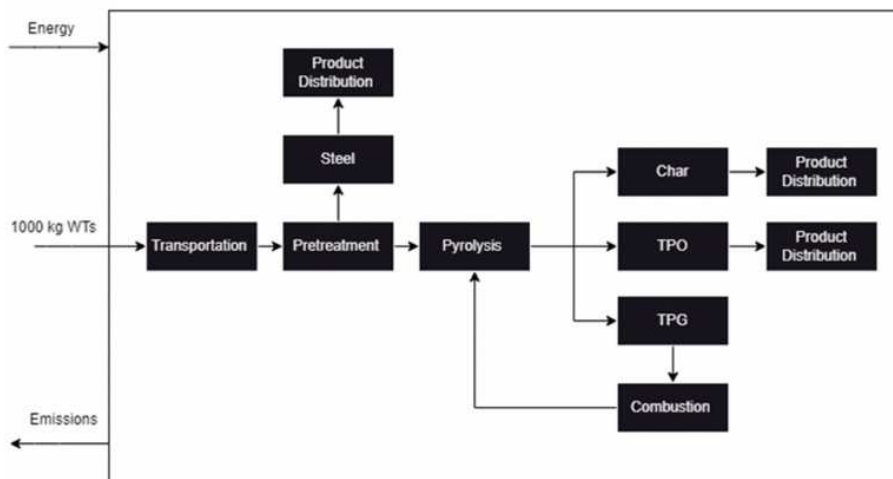 Energy
Product
Distribution
Steel
Char
Product
Distribution
1000 kg WTs
Transportation
Pretreatment
Pyrolysis
TPO
Product
Distribution
TPG
Combustion
Emissions